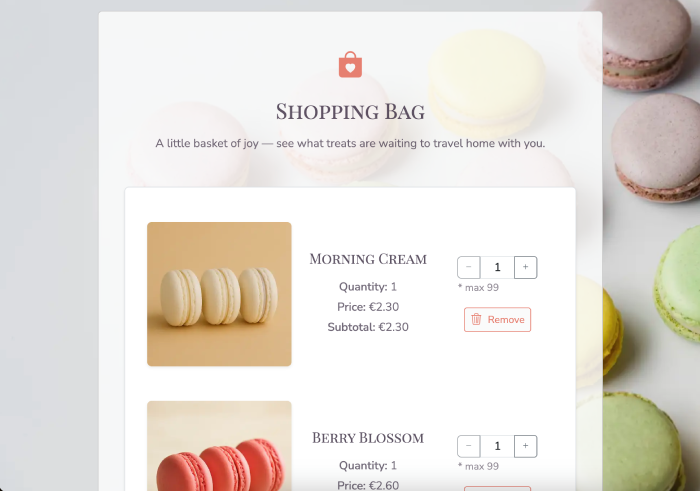 Shopping Bag
A little basket of joy — see what treats are waiting to travel home with you.
Morning Cream
Quantity: 1
Price: €2.30
Subtotal: €2.30
− 1 +
* max 99
Remove
Berry Blossom
Quantity: 1
Price: €2.60
− 1 +
* max 99